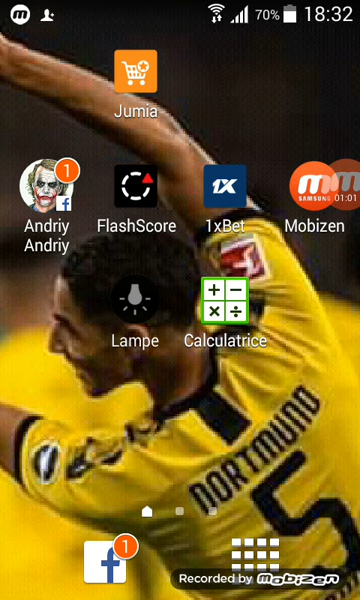 70% 18:32
Jumia
1
Andriy
Andriy
FlashScore
1XBet
Mobizen
1X
SAMSUNG 01:01
Lampe
Calculatrice
DORTMUND
5
1
Recorded by Mobizen